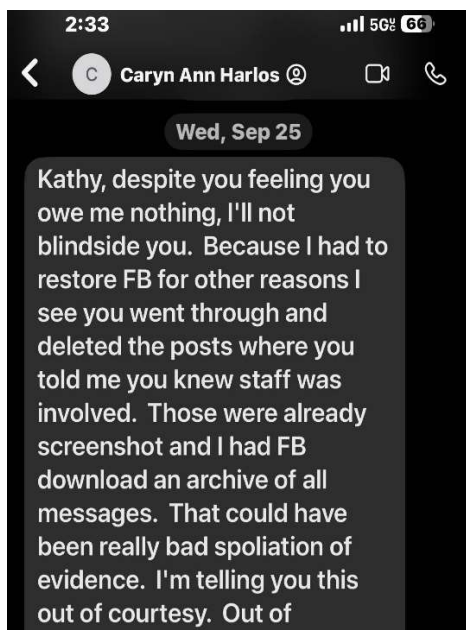 2:33 5G 66
C Caryn Ann Harlos
Wed, Sep 25
Kathy, despite you feeling you
owe me nothing, I'll not
blindside you.  Because I had to
restore FB for other reasons I
see you went through and
deleted the posts where you
told me you knew staff was
involved.  Those were already
screenshot and I had FB
download an archive of all
messages.  That could have
been really bad spoliation of
evidence.  I'm telling you this
out of courtesy.  Out of